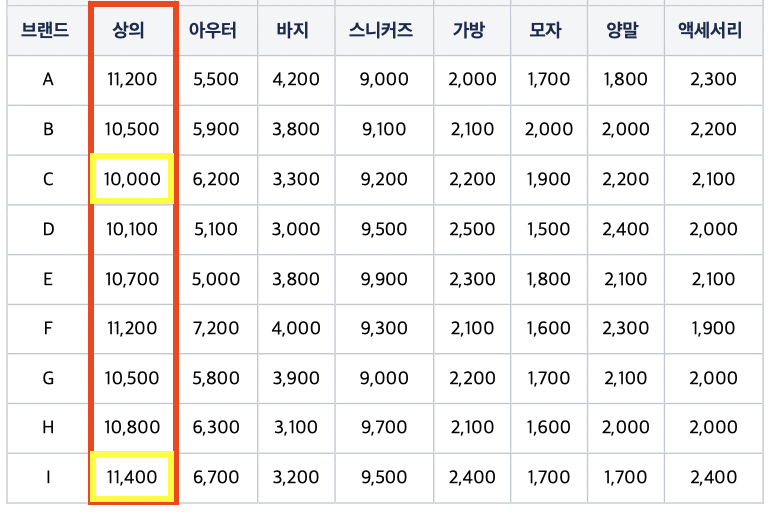 브랜드 상의 아우터 바지 스니커즈 가방 모자 양말 액세서리
A 11,200 5,500 4,200 9,000 2,000 1,700 1,800 2,300
B 10,500 5,900 3,800 9,100 2,100 2,000 2,000 2,200
C 10,000 6,200 3,300 9,200 2,200 1,900 2,200 2,100
D 10,100 5,100 3,000 9,500 2,500 1,500 2,400 2,000
E 10,700 5,000 3,800 9,900 2,300 1,800 2,100 2,100
F 11,200 7,200 4,000 9,300 2,100 1,600 2,300 1,900
G 10,500 5,800 3,900 9,000 2,200 1,700 2,100 2,000
H 10,800 6,300 3,100 9,700 2,100 1,600 2,000 2,000
I 11,400 6,700 3,200 9,500 2,400 1,700 1,700 2,400